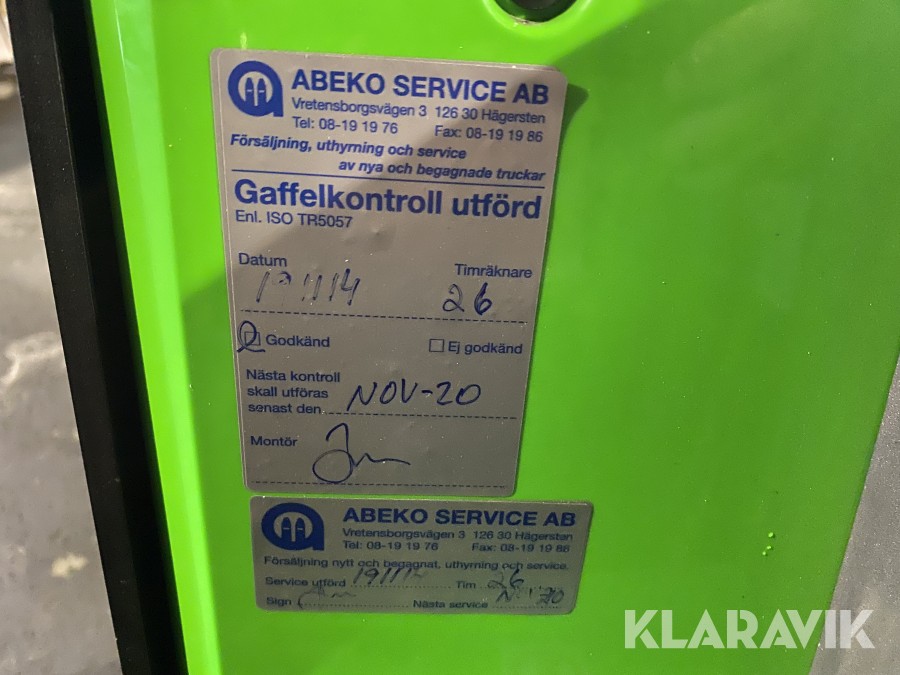 ABEKO SERVICE AB
Vretensborgsvägen 3 126 30 Hägersten
Tel: 08-19 19 76 Fax: 08-19 19 86
Försäljning, uthyrning och service
av nya och begagnade truckar
Gaffelkontroll utförd
Enl. ISO TR5057
Datum Timräknare
191114 26
Godkänd Ej godkänd
Nästa kontroll
skall utföras
senast den NOV-20
Montör
ABEKO SERVICE AB
Vretensborgsvägen 3 126 30 Hägersten
Tel: 08-19 19 76 Fax: 08-19 19 86
Försäljning nytt och begagnat, uthyrning och service.
Service utförd 191114 Tim 26
Sign Nästa service
KLARAVIK